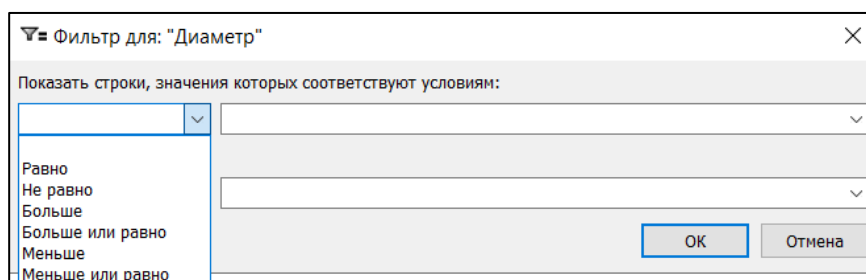 Фильтр для: "Диаметр"
Показать строки, значения которых соответствуют условиям:
Равно
Не равно
Больше
Больше или равно
Меньше
Меньше или равно
OK Отмена